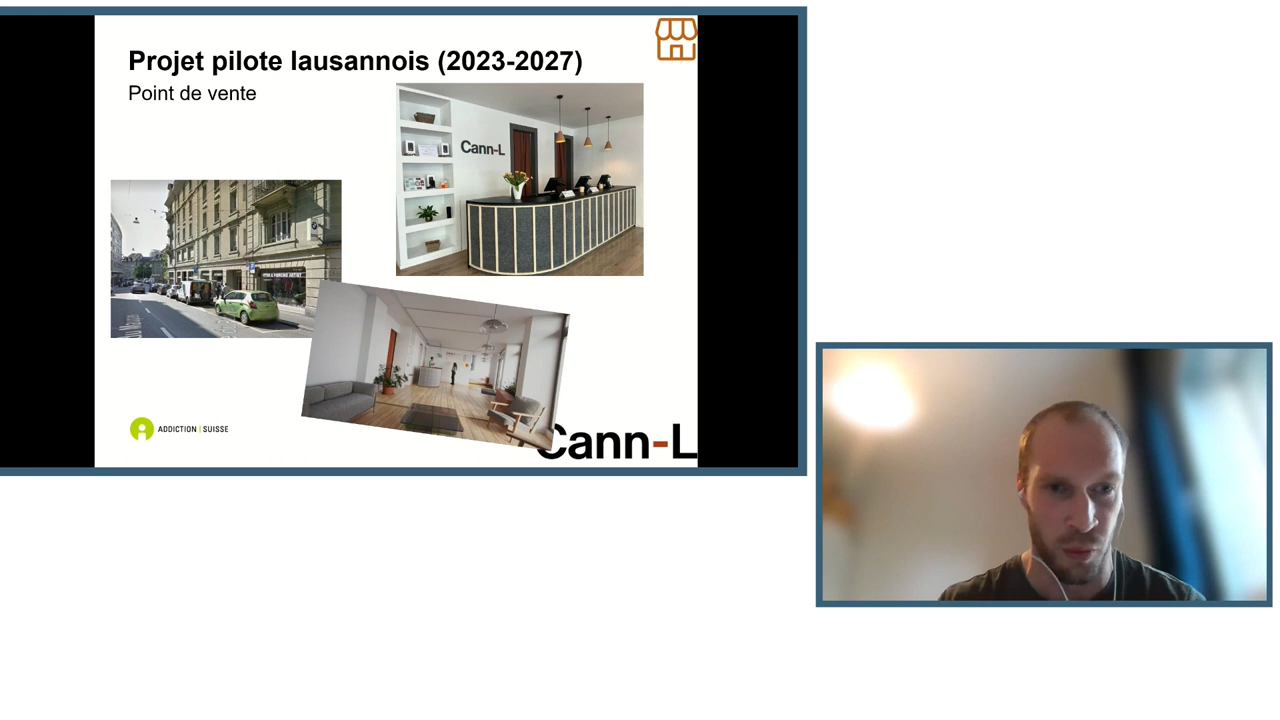 Projet pilote lausannois (2023-2027)
Point de vente
Cann-L
ADDICTION | SUISSE
Cann-L